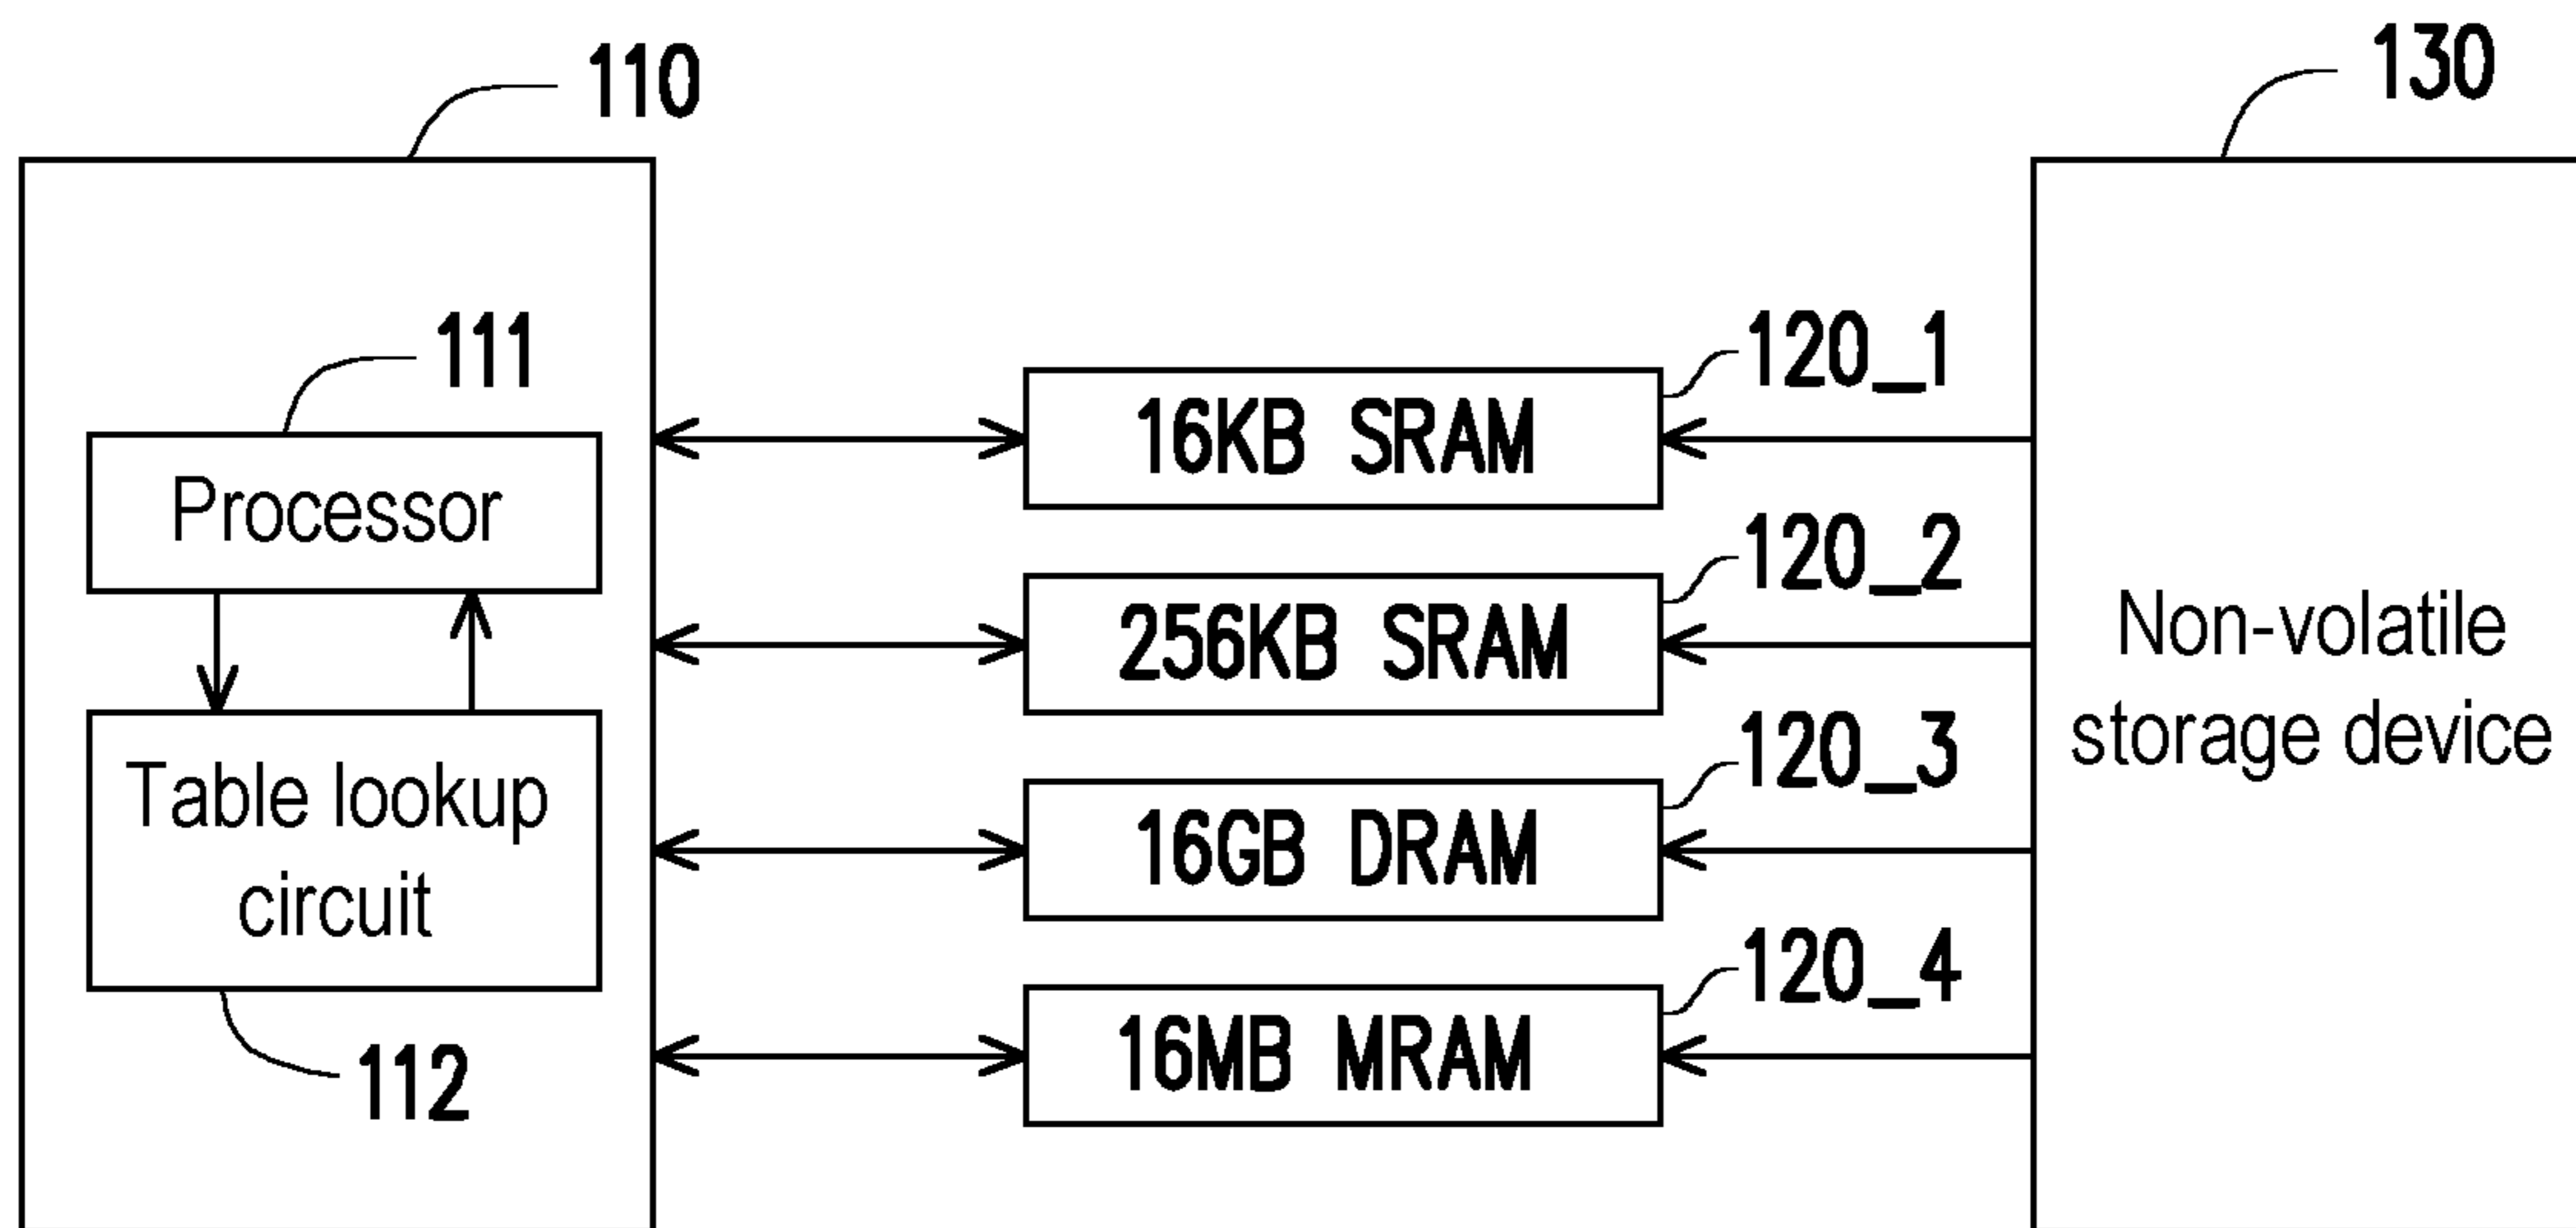 110
130
111
Processor
Table lookup
circuit
112
120_1
16KB SRAM
120_2
256KB SRAM
120_3
16GB DRAM
120_4
16MB MRAM
Non-volatile
storage device